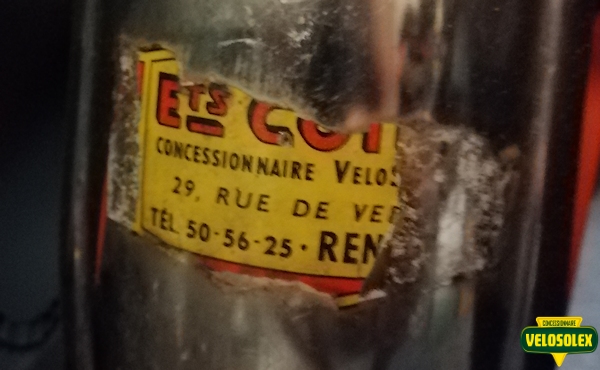 Ets CO
CONCESSIONNAIRE VELOS
29, RUE DE VE
TÉL. 50-56-25 • REN
CONCESSIONNAIRE
VELOSOLEX